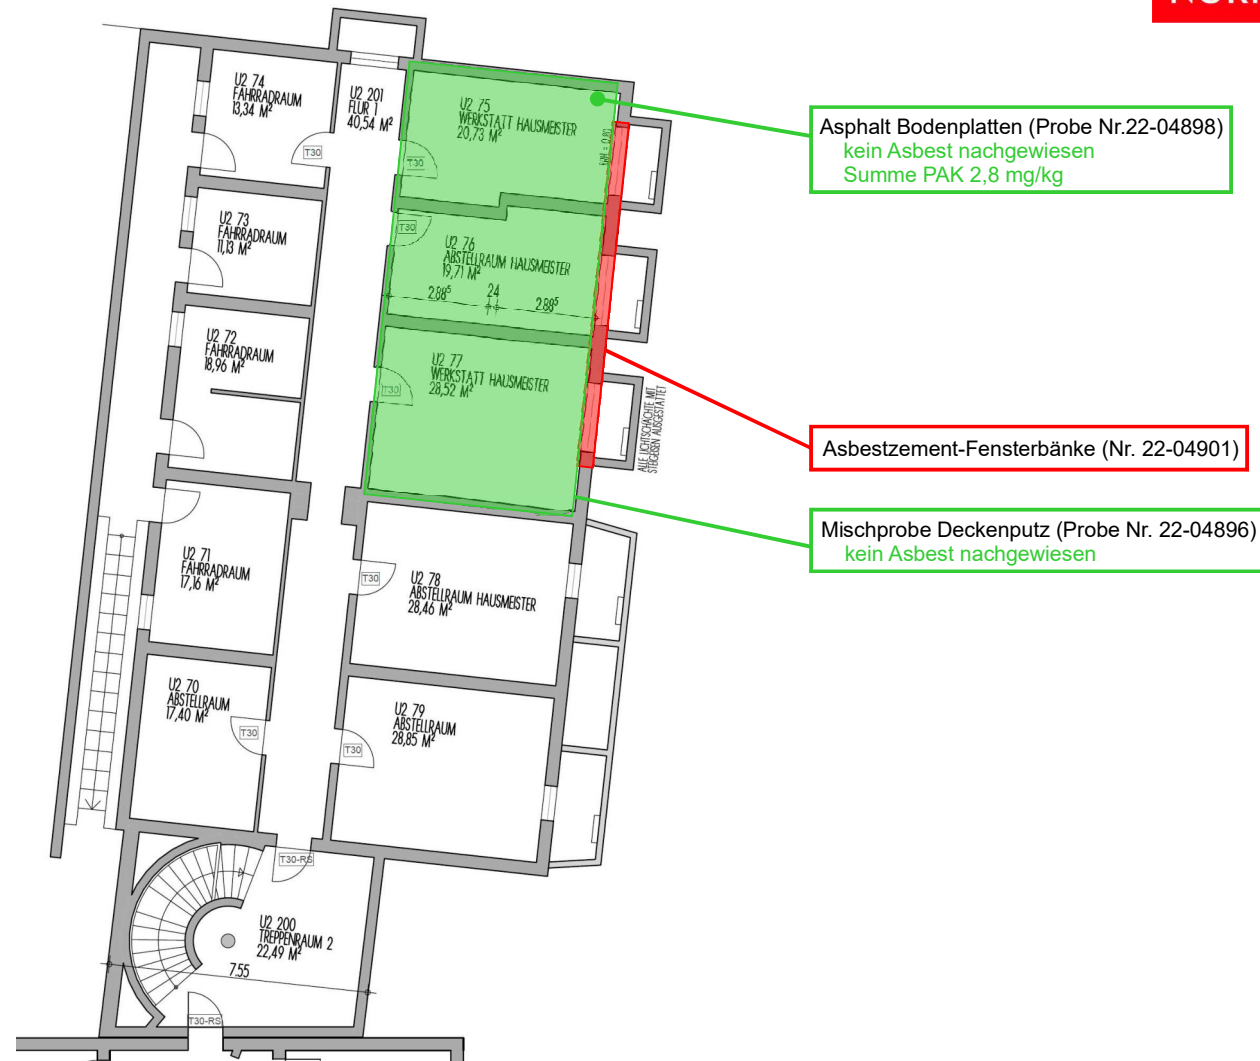 U2 74
FAHRRADRAUM
13,34 M²
U2 201
FLUR 1
40,54 M²
U2 75
WERKSTATT HAUSMEISTER
20,73 M²
T30
T30
Asphalt Bodenplatten (Probe Nr.22-04898)
kein Asbest nachgewiesen
Summe PAK 2,8 mg/kg
U2 73
FAHRRADRAUM
11,13 M²
T30
U2 76
ABSTELLRAUM HAUSMEISTER
19,71 M²
2.88⁵
24
2.88⁵
U2 72
FAHRRADRAUM
18,96 M²
U2 77
WERKSTATT HAUSMEISTER
28,52 M²
T30
ALLE LICHTSCHÄCHTE MIT
STEIGEISEN AUSGESTATTET
Asbestzement-Fensterbänke (Nr. 22-04901)
Mischprobe Deckenputz (Probe Nr. 22-04896)
kein Asbest nachgewiesen
U2 71
FAHRRADRAUM
17,16 M²
T30
U2 78
ABSTELLRAUM HAUSMEISTER
28,46 M²
U2 70
ABSTELLRAUM
17,40 M²
T30
U2 79
ABSTELLRAUM
28,85 M²
T30
T30-RS
U2 200
TREPPENRAUM 2
22,49 M²
7.55
T30-RS